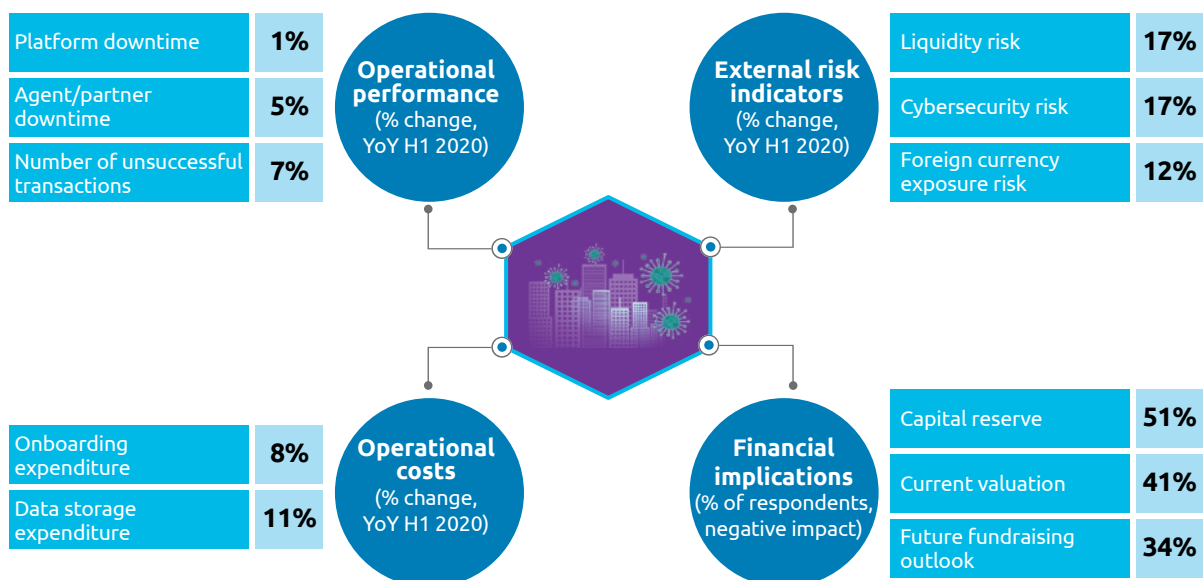 Platform downtime
1%
Agent/partner
downtime
5%
Number of unsuccessful
transactions
7%
Operational
performance
(% change,
YoY H1 2020)
External risk
indicators
(% change,
YoY H1 2020)
Liquidity risk
17%
Cybersecurity risk
17%
Foreign currency
exposure risk
12%
Onboarding
expenditure
8%
Data storage
expenditure
11%
Operational
costs
(% change,
YoY H1 2020)
Financial
implications
(% of respondents,
negative impact)
Capital reserve
51%
Current valuation
41%
Future fundraising
outlook
34%